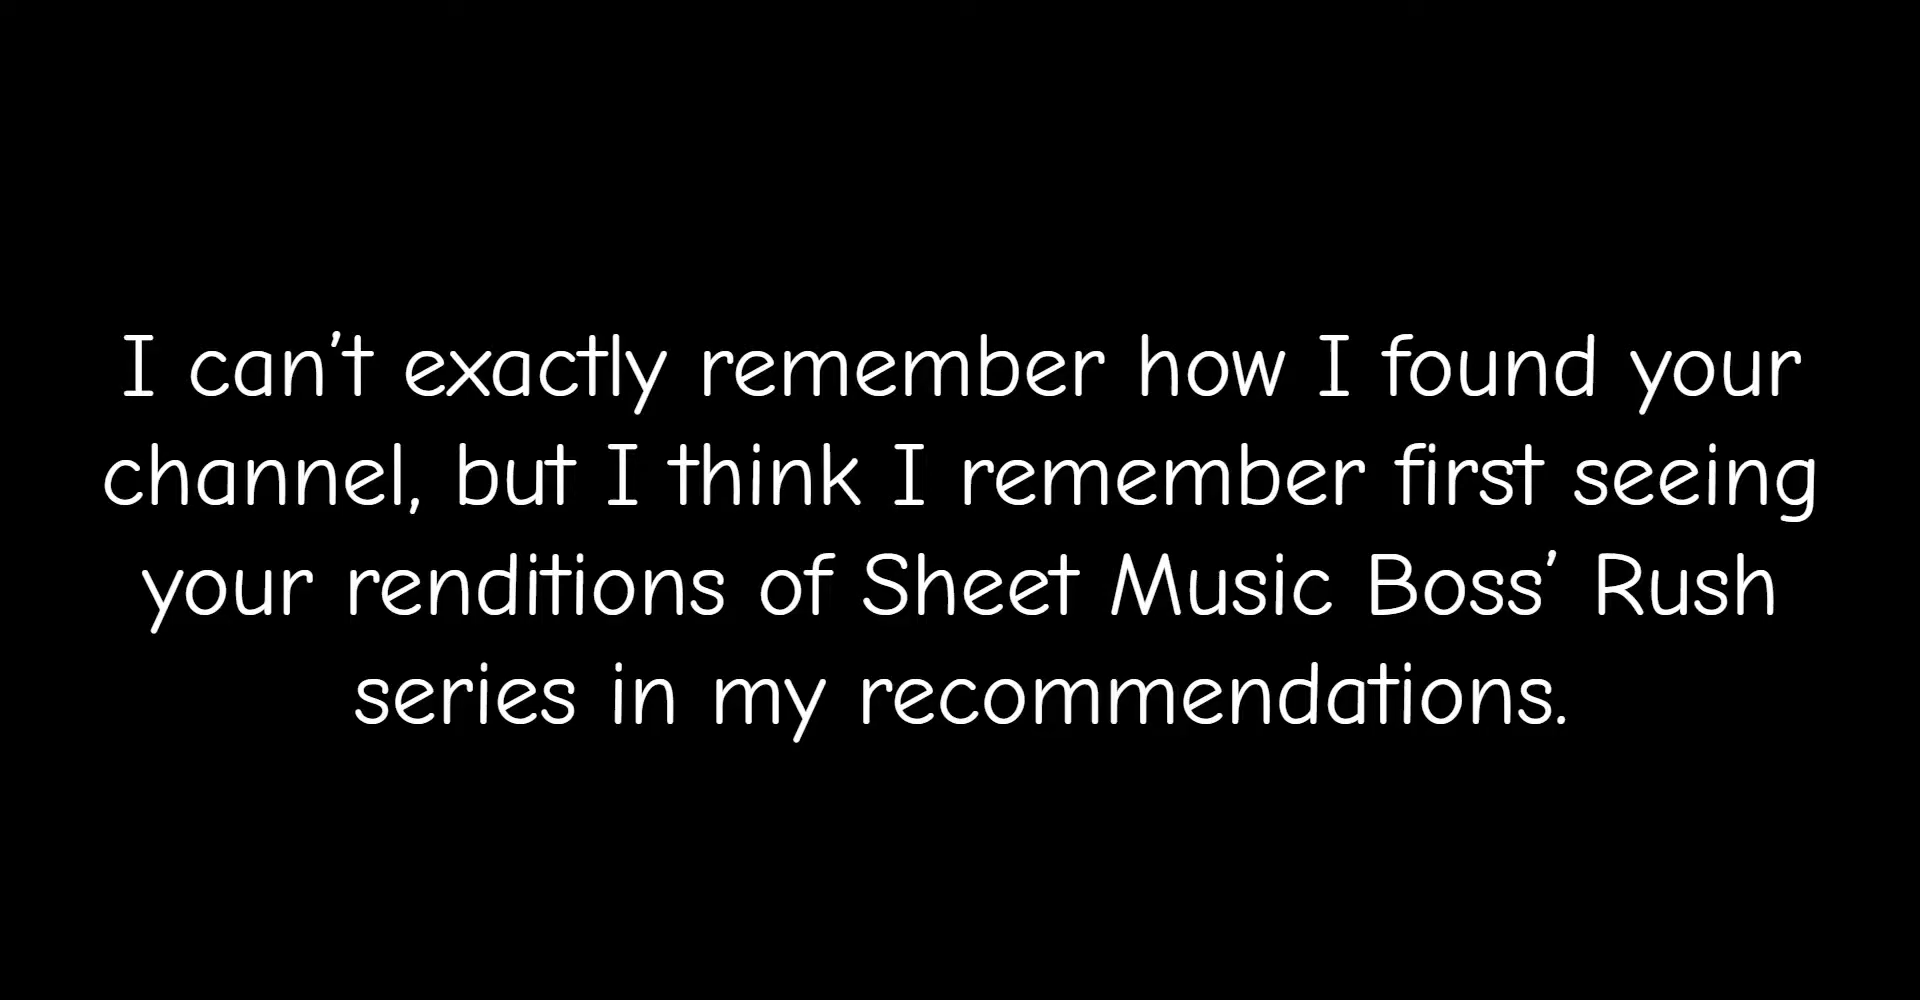 I can't exactly remember how I found your
channel, but I think I remember first seeing
your renditions of Sheet Music Boss' Rush
series in my recommendations.